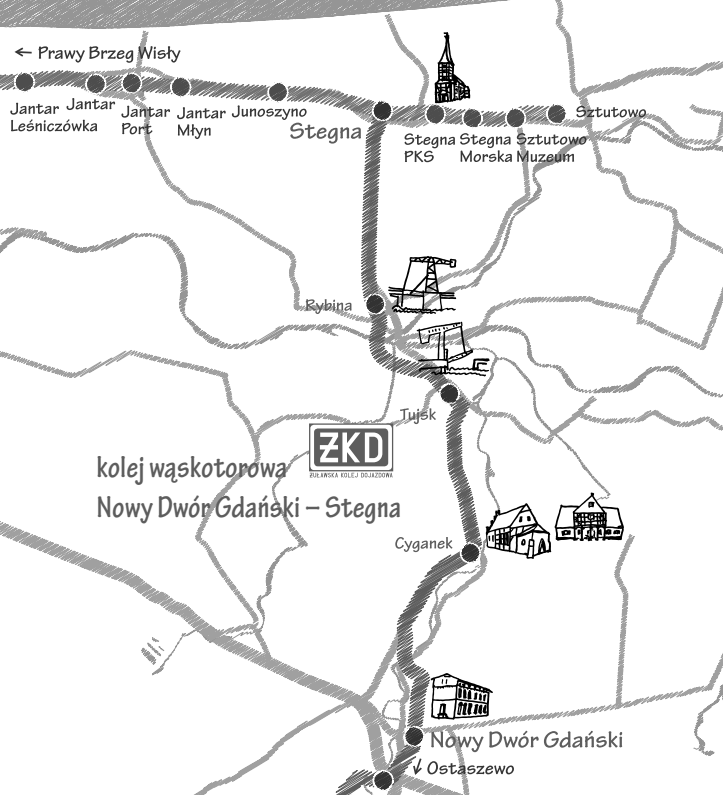 ← Prawy Brzeg Wisły
Jantar
Leśniczówka
Jantar
Jantar
Port
Jantar
Młyn
Junoszyno
Stegna
Stegna
PKS
Stegna
Morska
Sztutowo
Muzeum
Sztutowo
Rybina
Tujsk
ŻKD
ŻUŁAWSKA KOLEJ DOJAZDOWA
kolej wąskotorowa
Nowy Dwór Gdański – Stegna
Cyganek
Nowy Dwór Gdański
↓ Ostaszewo